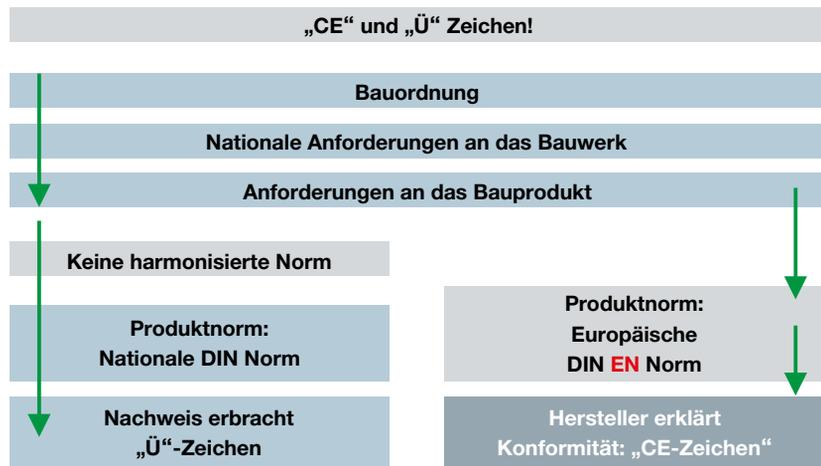 „CE“ und „Ü“ Zeichen!
Bauordnung
Nationale Anforderungen an das Bauwerk
Anforderungen an das Bauprodukt
Keine harmonisierte Norm
Produktnorm:
Nationale DIN Norm
Nachweis erbracht
„Ü“-Zeichen
Produktnorm:
Europäische
DIN EN Norm
Hersteller erklärt
Konformität: „CE-Zeichen“